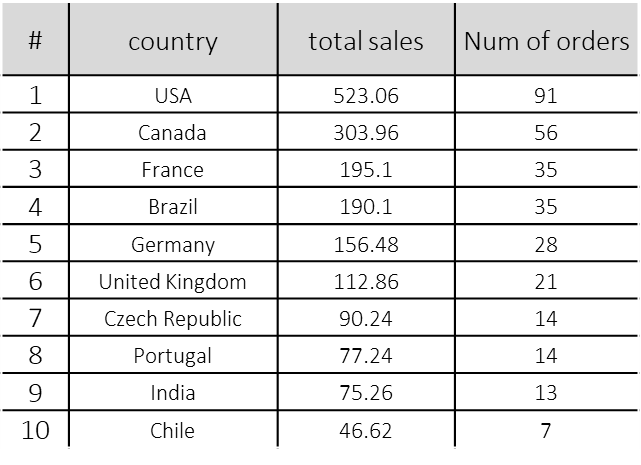 # country total sales Num of orders
1 USA 523.06 91
2 Canada 303.96 56
3 France 195.1 35
4 Brazil 190.1 35
5 Germany 156.48 28
6 United Kingdom 112.86 21
7 Czech Republic 90.24 14
8 Portugal 77.24 14
9 India 75.26 13
10 Chile 46.62 7